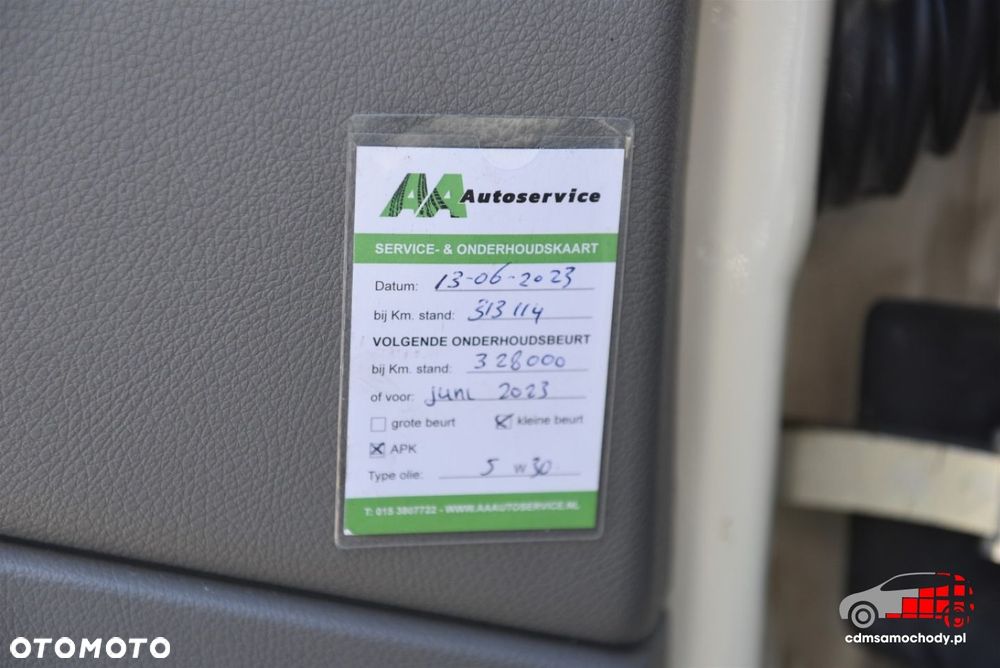 AA Autoservice
SERVICE- & ONDERHOUDSKAART
Datum: 13-06-2023
bij Km. stand: 313114
VOLGENDE ONDERHOUDSBEURT
bij Km. stand: 328000
of voor: juni 2023
grote beurt kleine beurt
APK
Type olie: 5 W 30
T: 015 3807722 - WWW.AAAUTOSERVICE.NL
OTOMOTO
cdmsamochody.pl